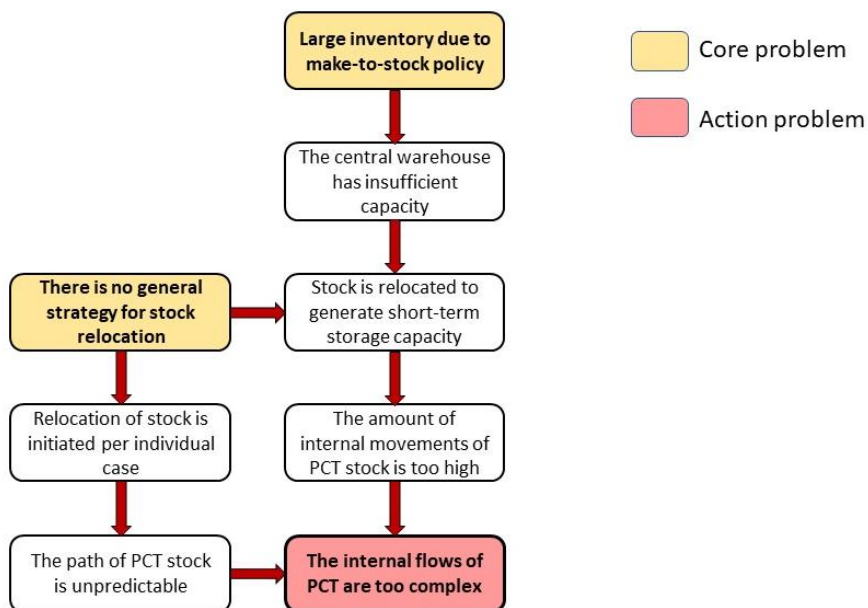 Large inventory due to
make-to-stock policy
Core problem
Action problem
The central warehouse
has insufficient
capacity
There is no general
strategy for stock
relocation
Stock is relocated to
generate short-term
storage capacity
Relocation of stock is
initiated per individual
case
The amount of
internal movements of
PCT stock is too high
The path of PCT stock
is unpredictable
The internal flows of
PCT are too complex